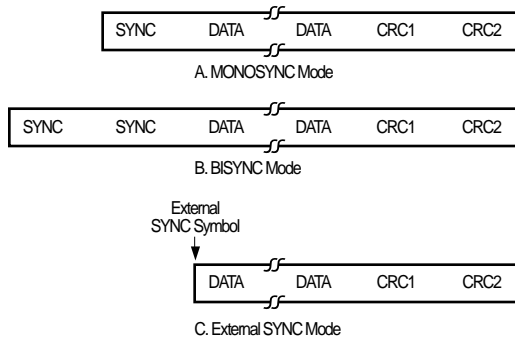 SYNC DATA DATA CRC1 CRC2
A. MONOSYNC Mode
SYNC SYNC DATA DATA CRC1 CRC2
B. BISYNC Mode
External
SYNC Symbol
DATA DATA CRC1 CRC2
C. External SYNC Mode